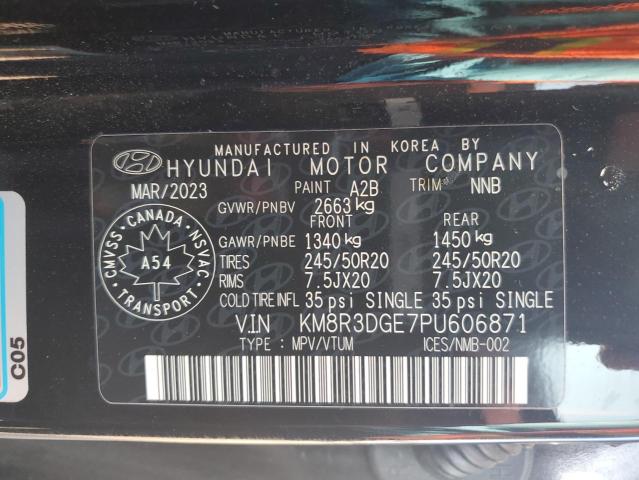 MANUFACTURED IN KOREA BY
HYUNDAI MOTOR COMPANY
MAR/2023 PAINT A2B TRIM NNB
GVWR/PNBV 2663 kg
FRONT REAR
GAWR/PNBE 1340 kg 1450 kg
TIRES 245/50R20 245/50R20
RIMS 7.5JX20 7.5JX20
COLD TIRE INFL 35 psi SINGLE 35 psi SINGLE
V.I.N KM8R3DGE7PU606871
TYPE : MPV/VTUM ICES/NMB-002
CANADA
CMVSS NSVAC
A54
TRANSPORT
C05